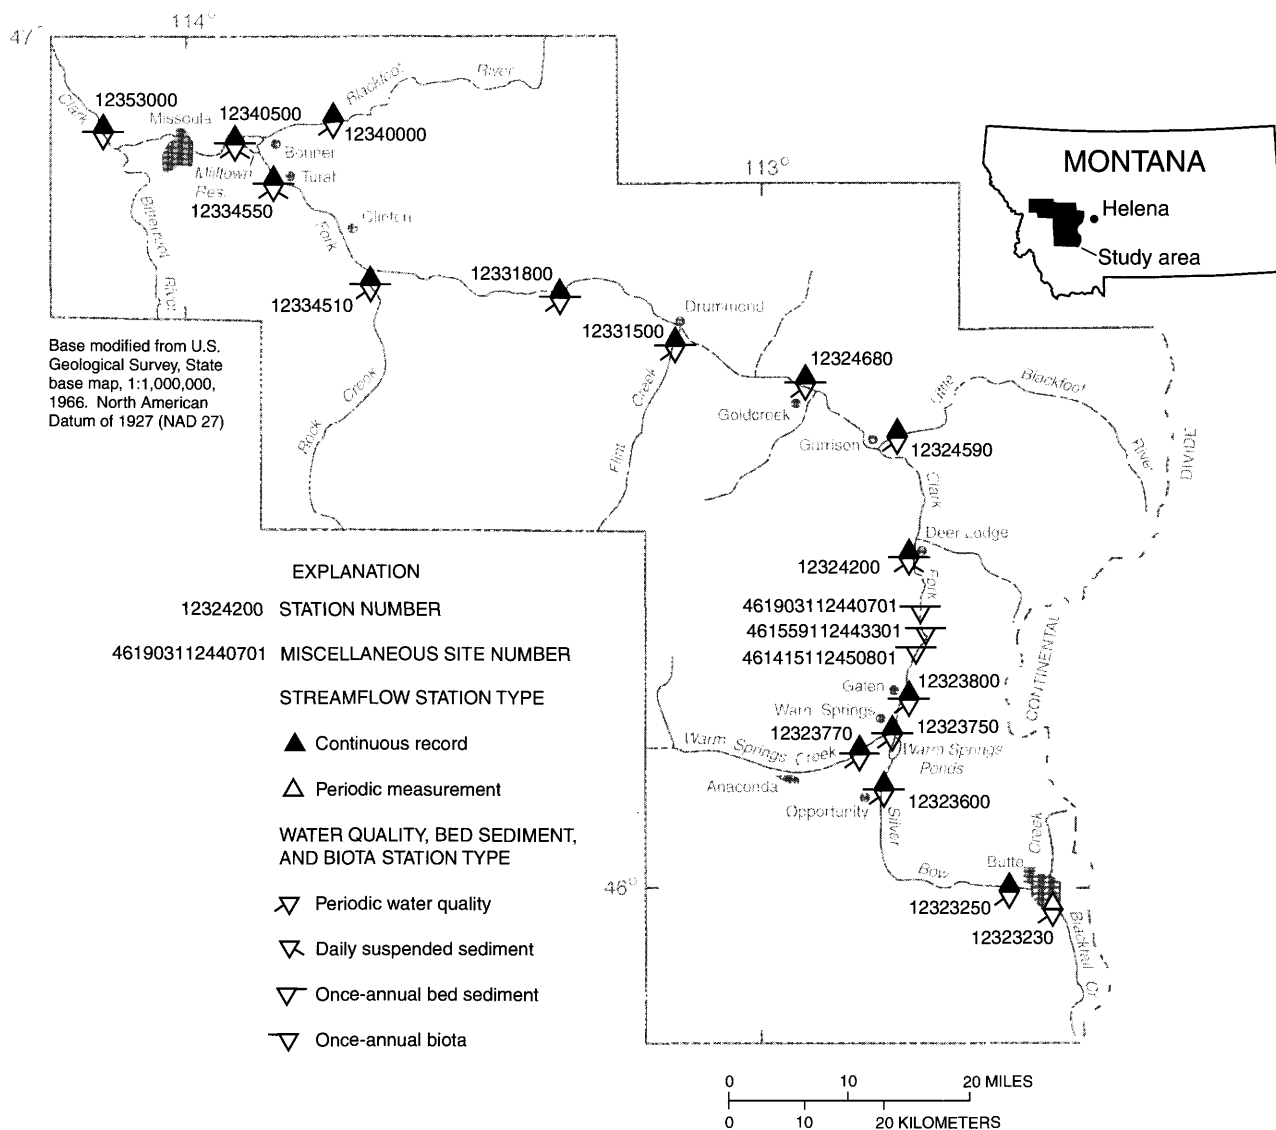 114°
47°
Clark
12353000
Missoula
12340500
Blackfoot
River
12340000
Bonner
Milltown
Res.
Turah
12334550
Clinton
Fork
Bitterroot
River
113°
MONTANA
Helena
Study area
12331800
12334510
Drummond
12331500
Base modified from U.S.
Geological Survey, State
base map, 1:1,000,000,
1966. North American
Datum of 1927 (NAD 27)
Rock
Creek
Flint
Creek
12324680
Goldcreek
Little
Blackfoot
River
Garrison
12324590
DIVIDE
Clark
Deer Lodge
12324200
Fork
461903112440701
461559112443301
461415112450801
CONTINENTAL
Galen
12323800
Warm Springs
12323770
12323750
Warm Springs
Creek
Warm Springs
Ponds
Anaconda
Opportunity
12323600
Silver
Bow
Creek
Butte
46°
12323250
12323230
Blacktail
Cr
EXPLANATION
12324200 STATION NUMBER
461903112440701 MISCELLANEOUS SITE NUMBER
STREAMFLOW STATION TYPE
Continuous record
Periodic measurement
WATER QUALITY, BED SEDIMENT,
AND BIOTA STATION TYPE
Periodic water quality
Daily suspended sediment
Once-annual bed sediment
Once-annual biota
0 10 20 MILES
0 10 20 KILOMETERS